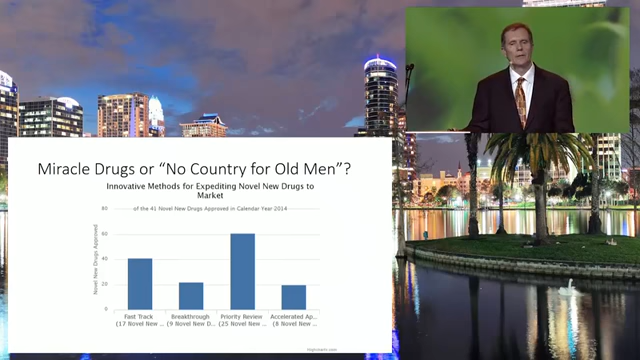 Miracle Drugs or “No Country for Old Men”?
Innovative Methods for Expediting Novel New Drugs to
Market
of the 41 Novel New Drugs Approved in Calendar Year 2014
Novel New Drugs Approved
80
60
40
20
0
Fast Track
(17 Novel New ...
Breakthrough
(9 Novel New D...
Priority Review
(25 Novel New ...
Accelerated Ap...
(8 Novel New ...
Highcharts.com